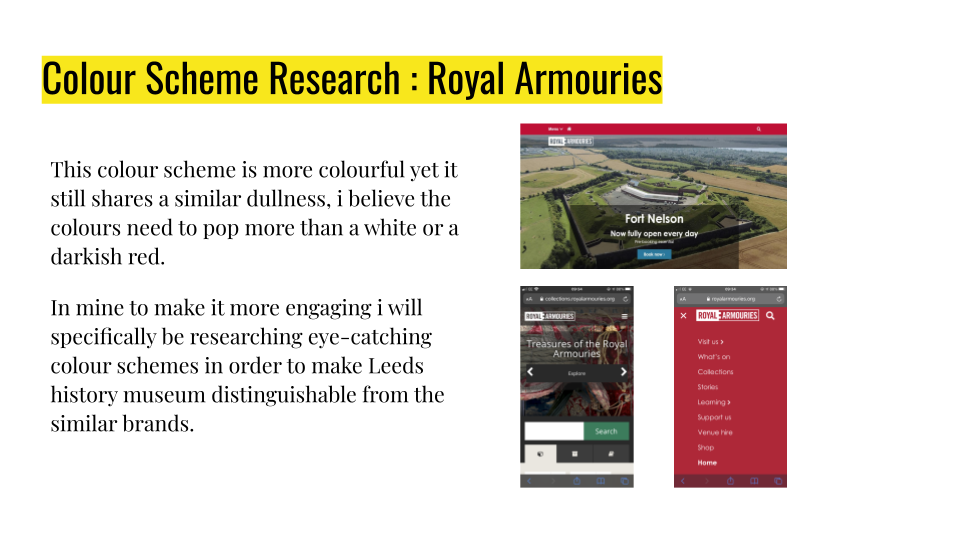 Colour Scheme Research : Royal Armouries
This colour scheme is more colourful yet it
still shares a similar dullness, i believe the
colours need to pop more than a white or a
darkish red.
In mine to make it more engaging i will
specifically be researching eye-catching
colour schemes in order to make Leeds
history museum distinguishable from the
similar brands.
Menu
ROYAL ARMOURIES
Fort Nelson
Now fully open every day
Book now
collections.royalarmouries.org
ROYAL ARMOURIES
Treasures of the Royal
Armouries
Explore
Search
royalarmouries.org
ROYAL ARMOURIES
Visit us
What's on
Collections
Stories
Learning
Support us
Venue hire
Shop
Home